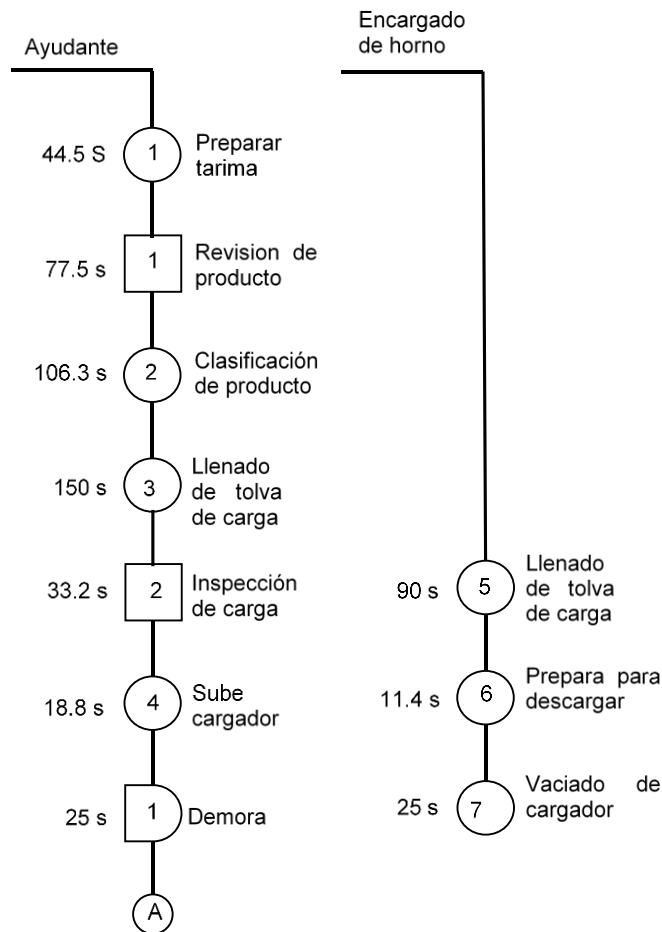 Ayudante
44.5 S
1
Preparar
tarima
77.5 s
1
Revision de
producto
106.3 s
2
Clasificación
de producto
150 s
3
Llenado
de tolva
de carga
33.2 s
2
Inspección
de carga
18.8 s
4
Sube
cargador
25 s
1
Demora
A
Encargado
de horno
90 s
5
Llenado
de tolva
de carga
11.4 s
6
Prepara para
descargar
25 s
7
Vaciado de
cargador